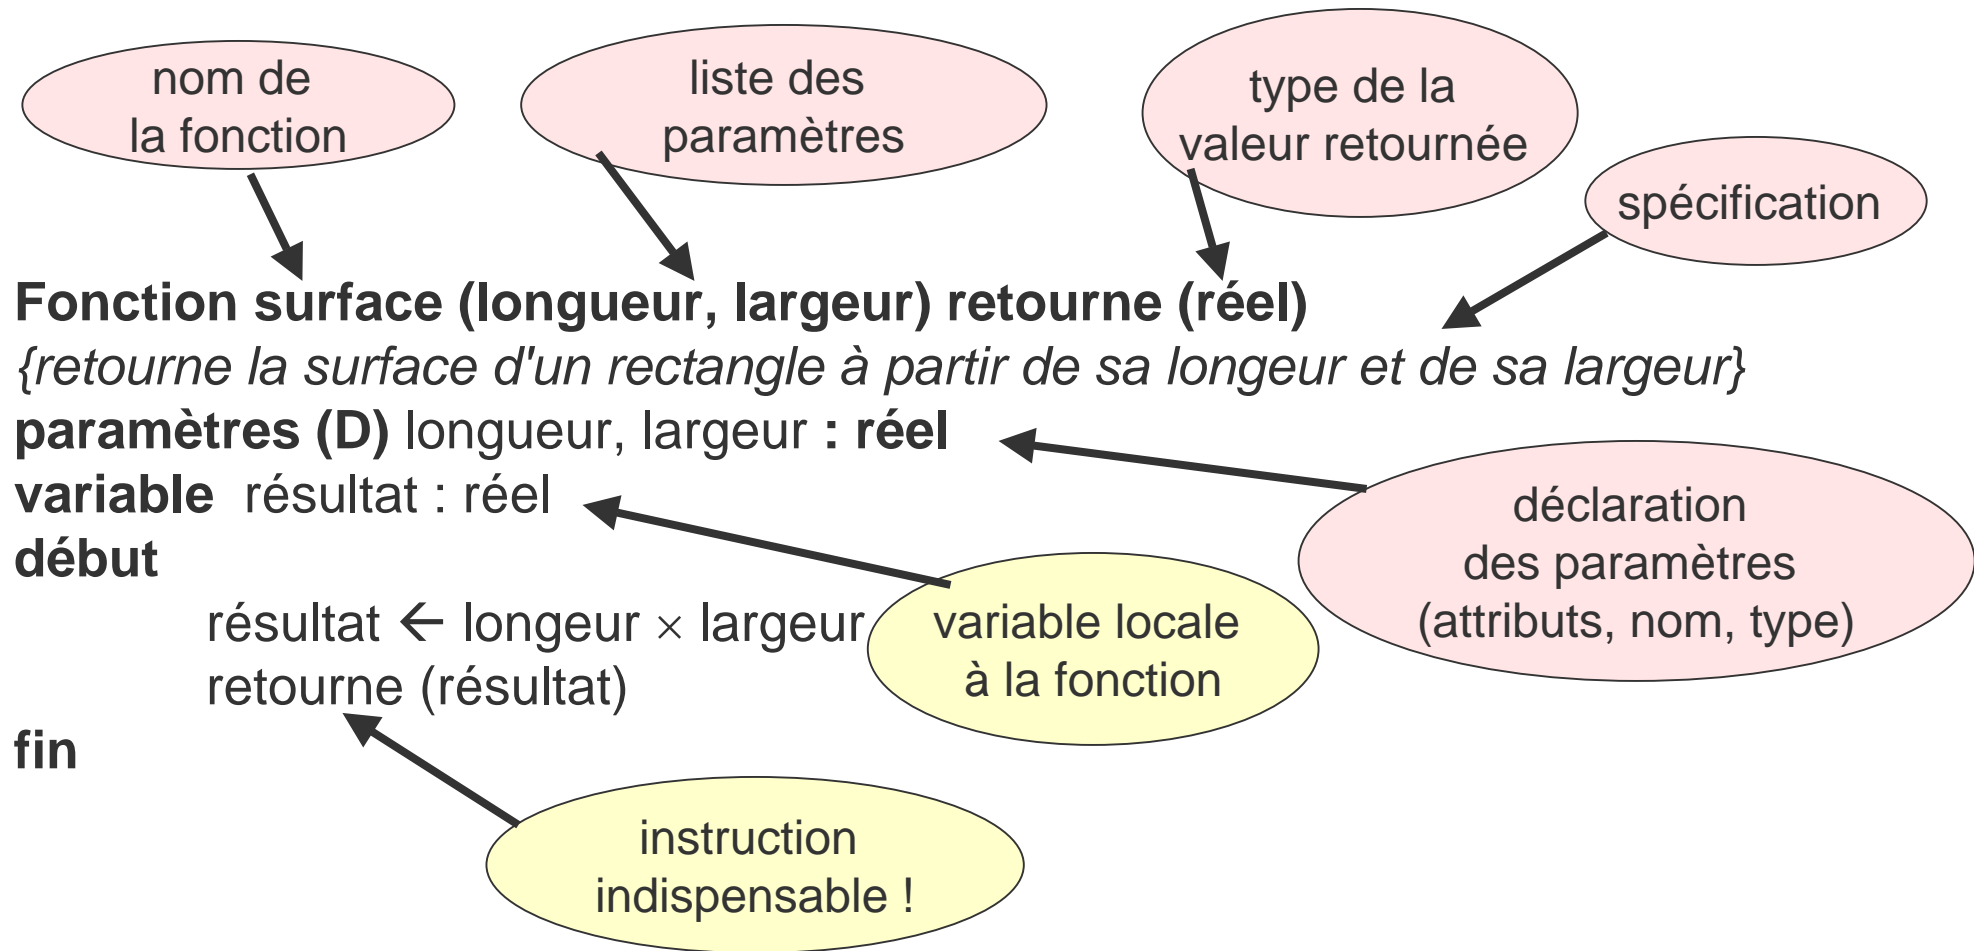 nom de
la fonction
liste des
paramètres
type de la
valeur retournée
spécification
Fonction surface (longueur, largeur) retourne (réel)
{retourne la surface d'un rectangle à partir de sa longeur et de sa largeur}
paramètres (D) longueur, largeur : réel
variable résultat : réel
début
déclaration
des paramètres
(attributs, nom, type)
résultat ← longeur × largeur
retourne (résultat)
variable locale
à la fonction
fin
instruction
indispensable !